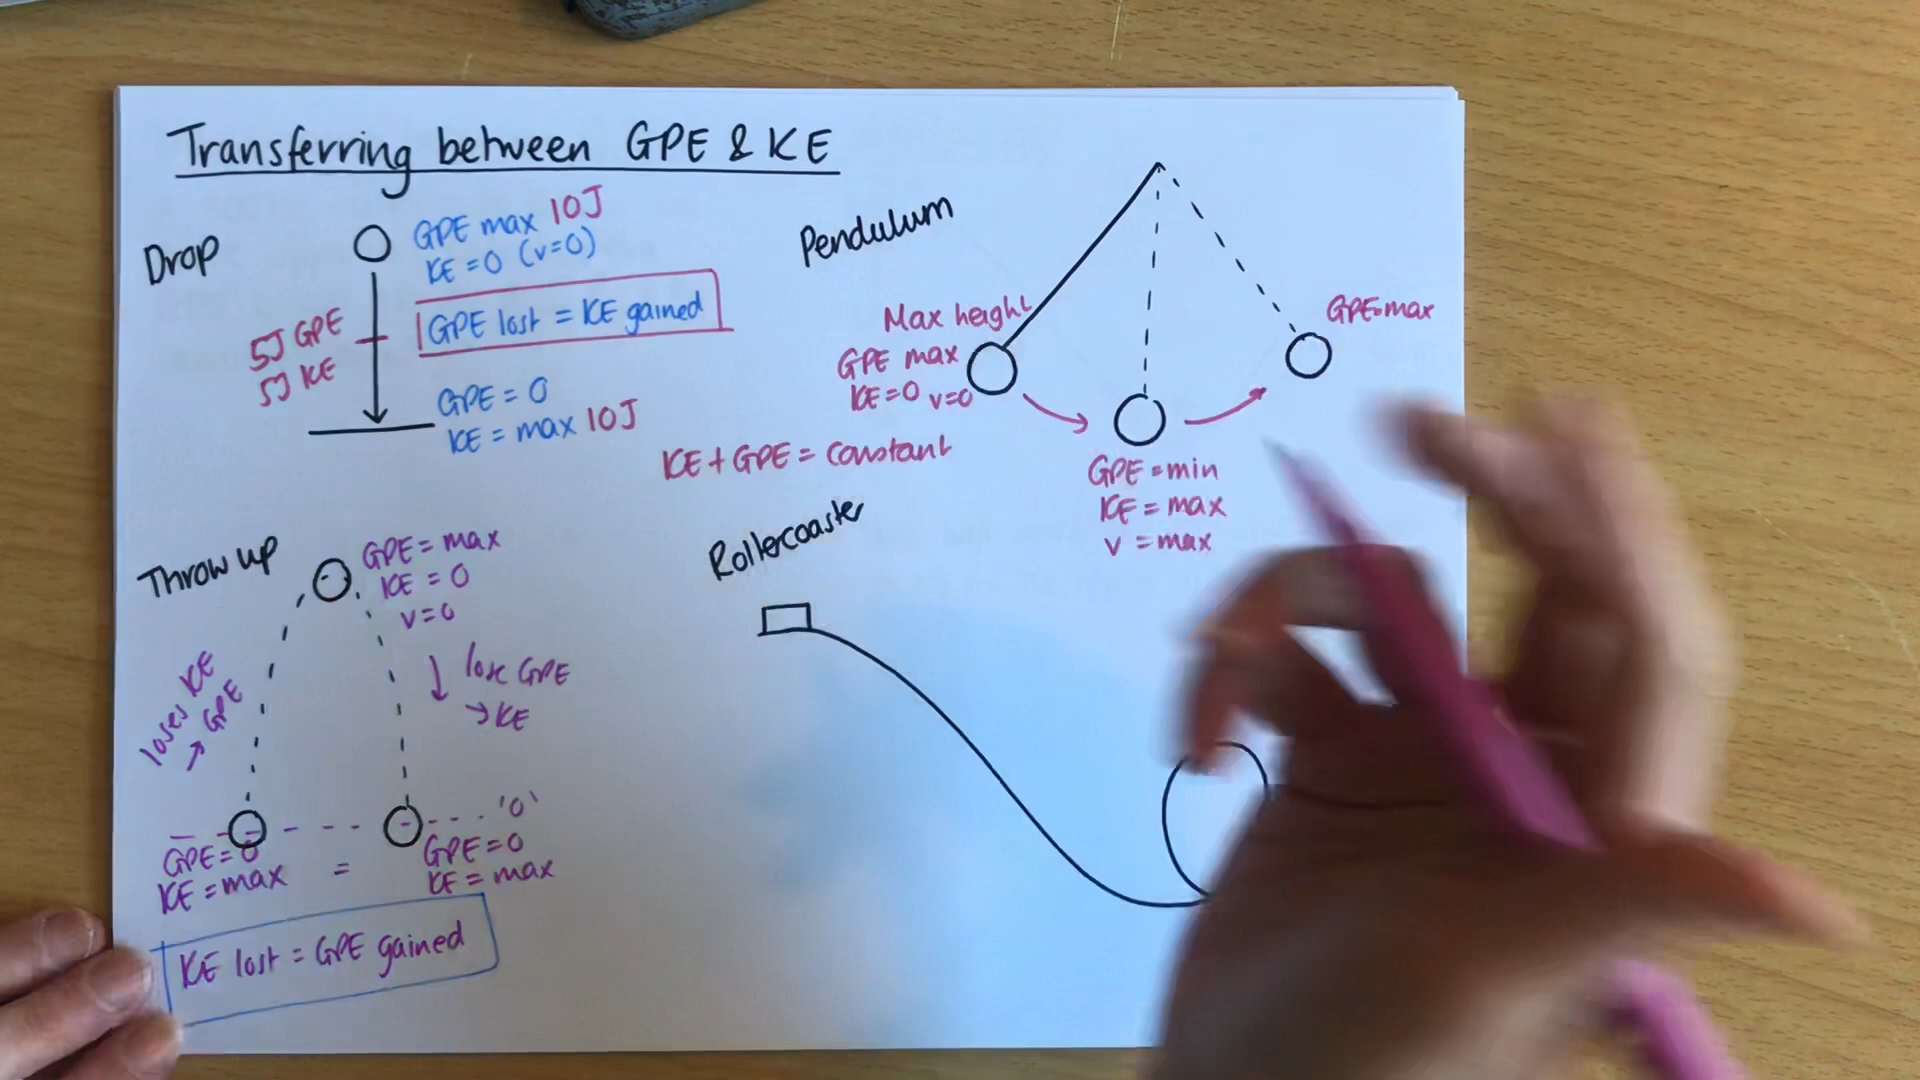 Transferring between GPE & KE
Drop
GPE max 10J
KE = 0 (v=0)
GPE lost = KE gained
5J GPE
5J KE
GPE = 0
KE = max 10J
Pendulum
Max height
GPE max
KE=0 v=0
GPE=max
KE + GPE = constant
GPE = min
KE = max
v = max
Throw up
GPE = max
KE = 0
v=0
loses KE
→ GPE
lose GPE
→ KE
'0'
GPE=0
KE = max
=
GPE=0
KE = max
KE lost = GPE gained
Rollercoaster